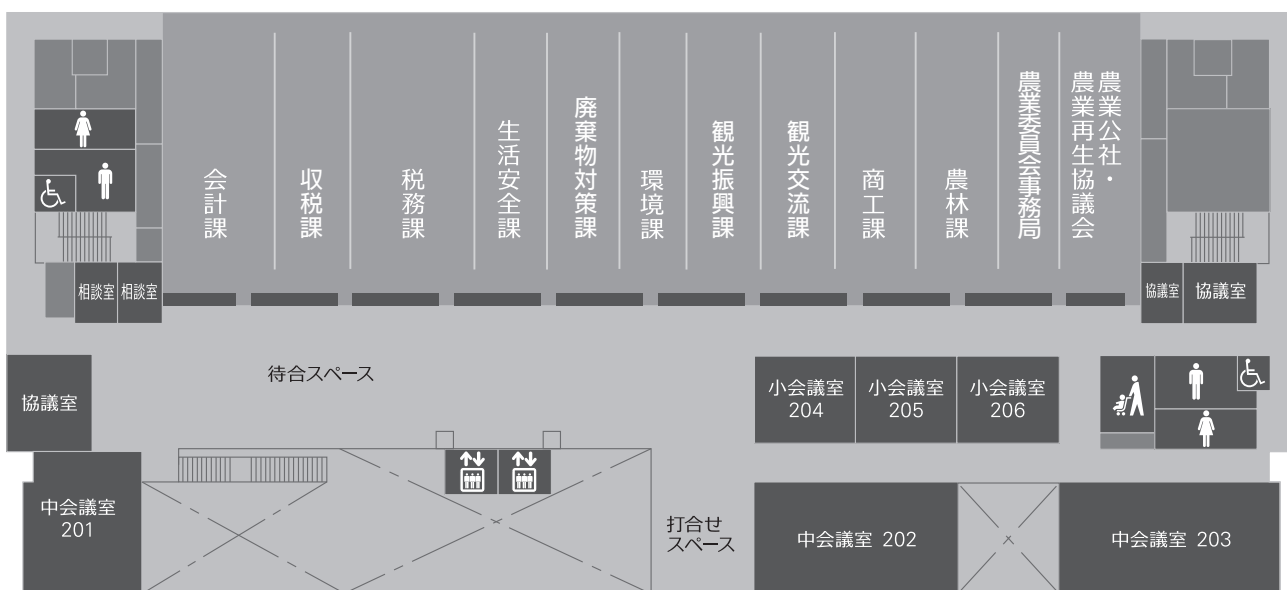 会計課
収税課
税務課
生活安全課
廃棄物対策課
環境課
観光振興課
観光交流課
商工課
農林課
農業委員会事務局
農業公社・
農業再生協議会
相談室
相談室
協議室
協議室
待合スペース
協議室
小会議室
204
小会議室
205
小会議室
206
中会議室
201
打合せ
スペース
中会議室 202
中会議室 203